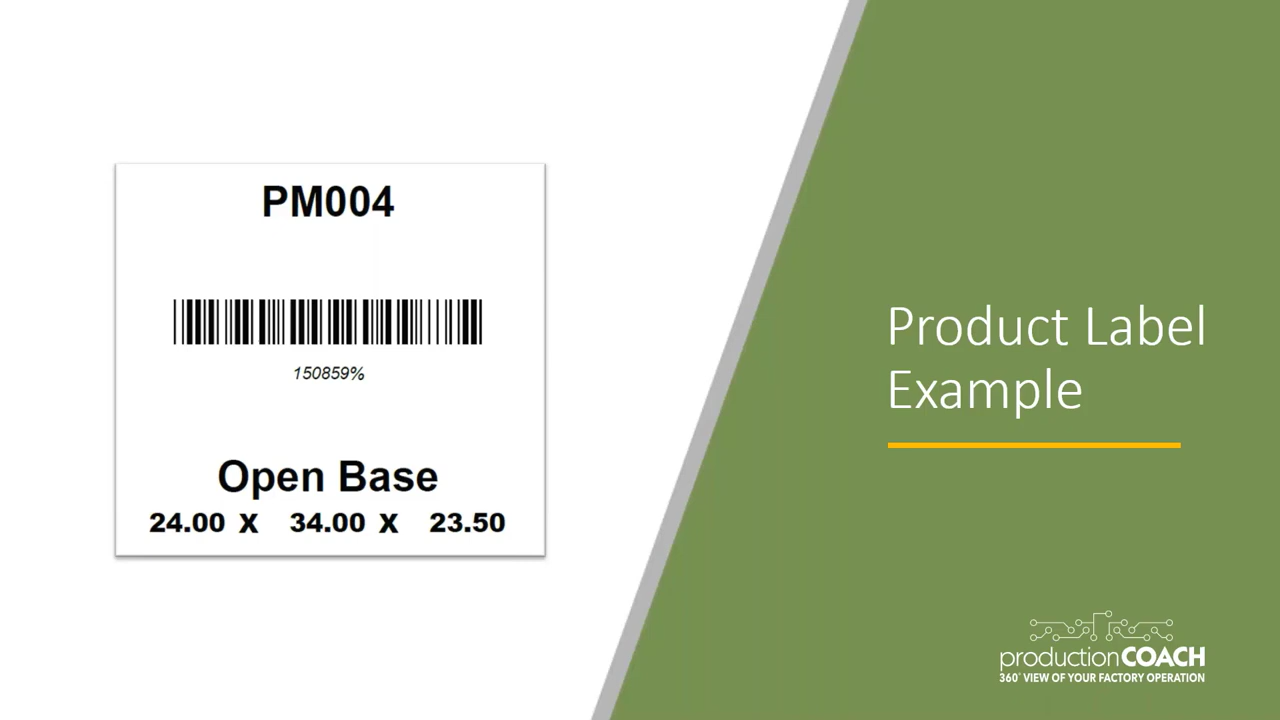 PM004
150859%
Open Base
24.00 X 34.00 X 23.50
Product Label
Example
productionCOACH
360° VIEW OF YOUR FACTORY OPERATION